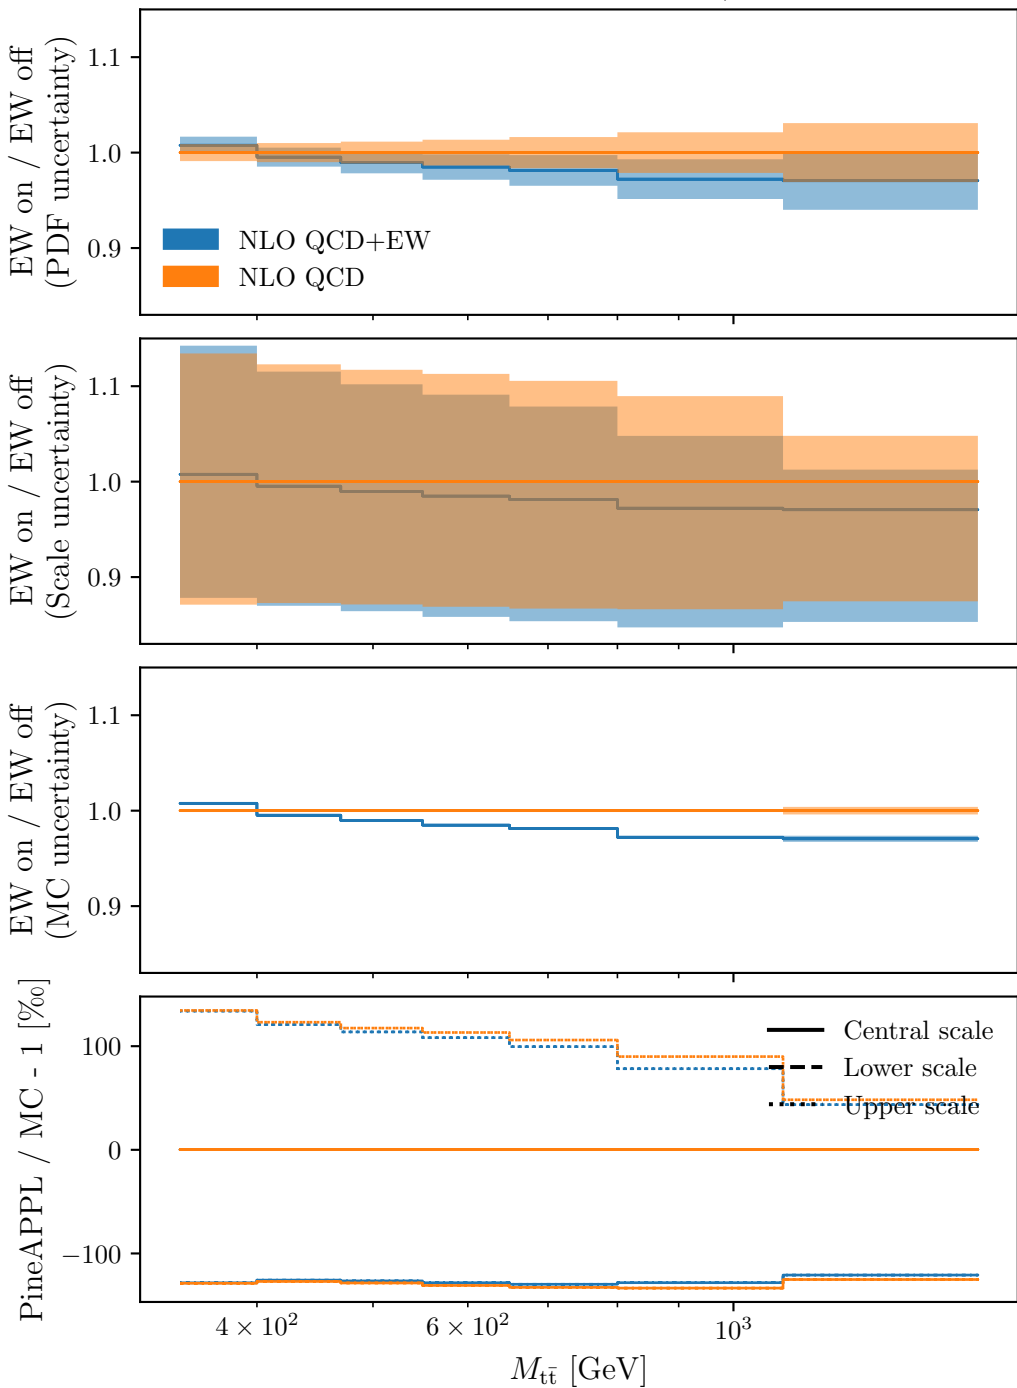 EW on / EW off
(PDF uncertainty)
1.1
1.0
0.9
NLO QCD+EW
NLO QCD
EW on / EW off
(Scale uncertainty)
1.1
1.0
0.9
EW on / EW off
(MC uncertainty)
1.1
1.0
0.9
PineAPPL / MC - 1 [‰]
100
0
−100
Central scale
Lower scale
Upper scale
4 × 10²
6 × 10²
10³
M_{tt̄} [GeV]